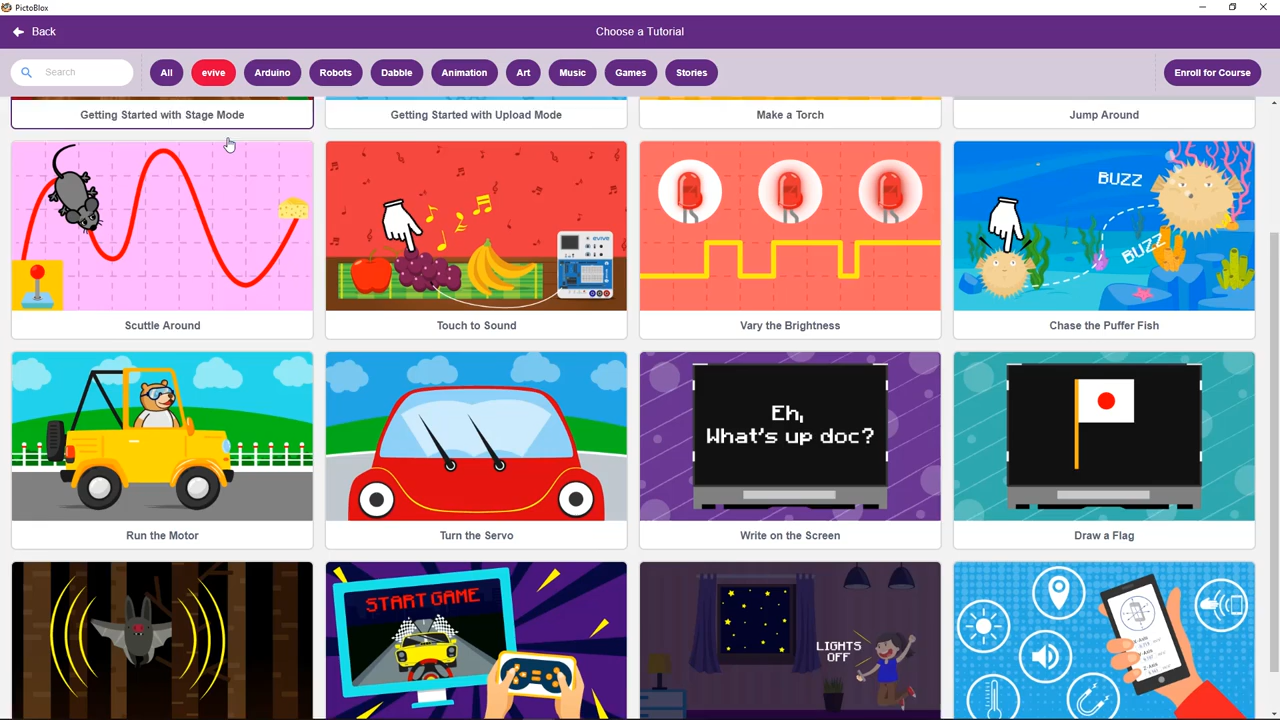 PictoBlox
Back
Choose a Tutorial
Search
All
evive
Arduino
Robots
Dabble
Animation
Art
Music
Games
Stories
Enroll for Course
Getting Started with Stage Mode
Getting Started with Upload Mode
Make a Torch
Jump Around
EVIVE
BUZZ
BUZZ
Scuttle Around
Touch to Sound
Vary the Brightness
Chase the Puffer Fish
Eh,
What's up doc?
Run the Motor
Turn the Servo
Write on the Screen
Draw a Flag
START GAME
LIGHTS
OFF